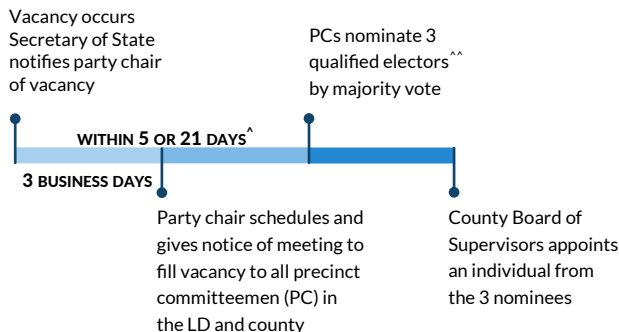 Vacancy occurs
Secretary of State
notifies party chair
of vacancy
PCs nominate 3
qualified electors^^
by majority vote
WITHIN 5 OR 21 DAYS^
3 BUSINESS DAYS
Party chair schedules and
gives notice of meeting to
fill vacancy to all precinct
committeemen (PC) in
the LD and county
County Board of
Supervisors appoints
an individual from
the 3 nominees